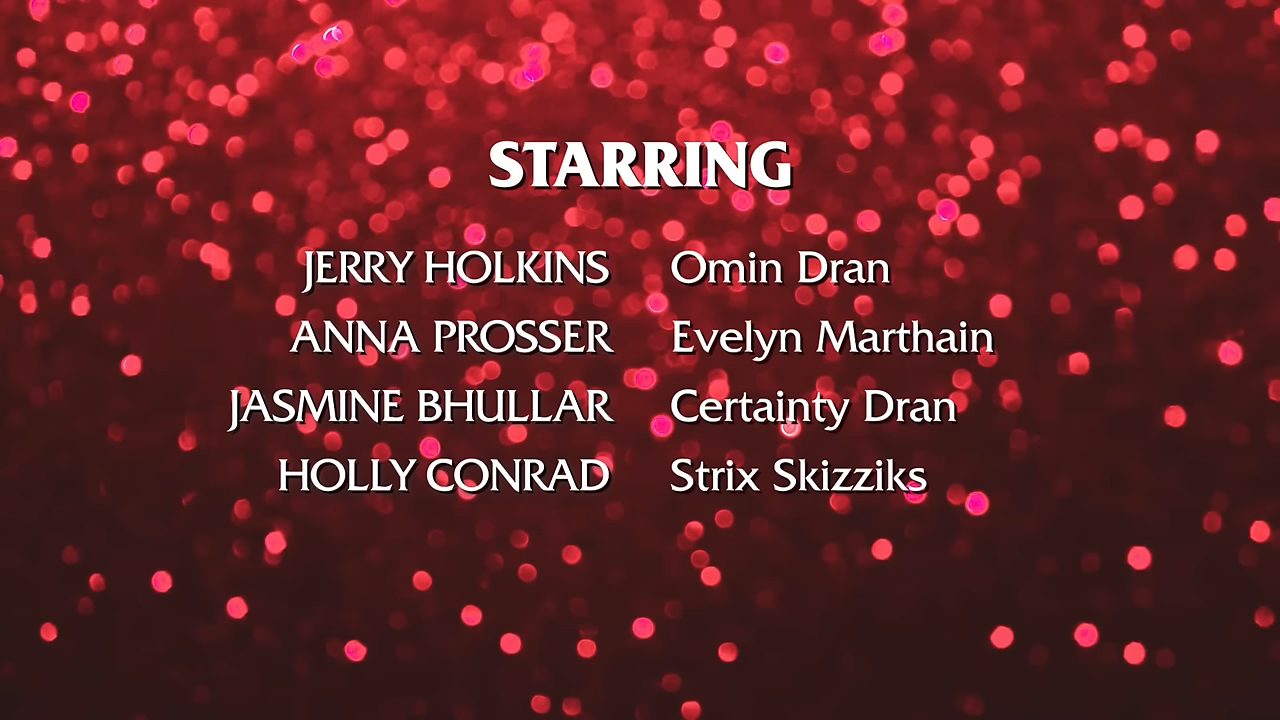 STARRING
JERRY HOLKINS Omin Dran
ANNA PROSSER Evelyn Marthain
JASMINE BHULLAR Certainty Dran
HOLLY CONRAD Strix Skizziks